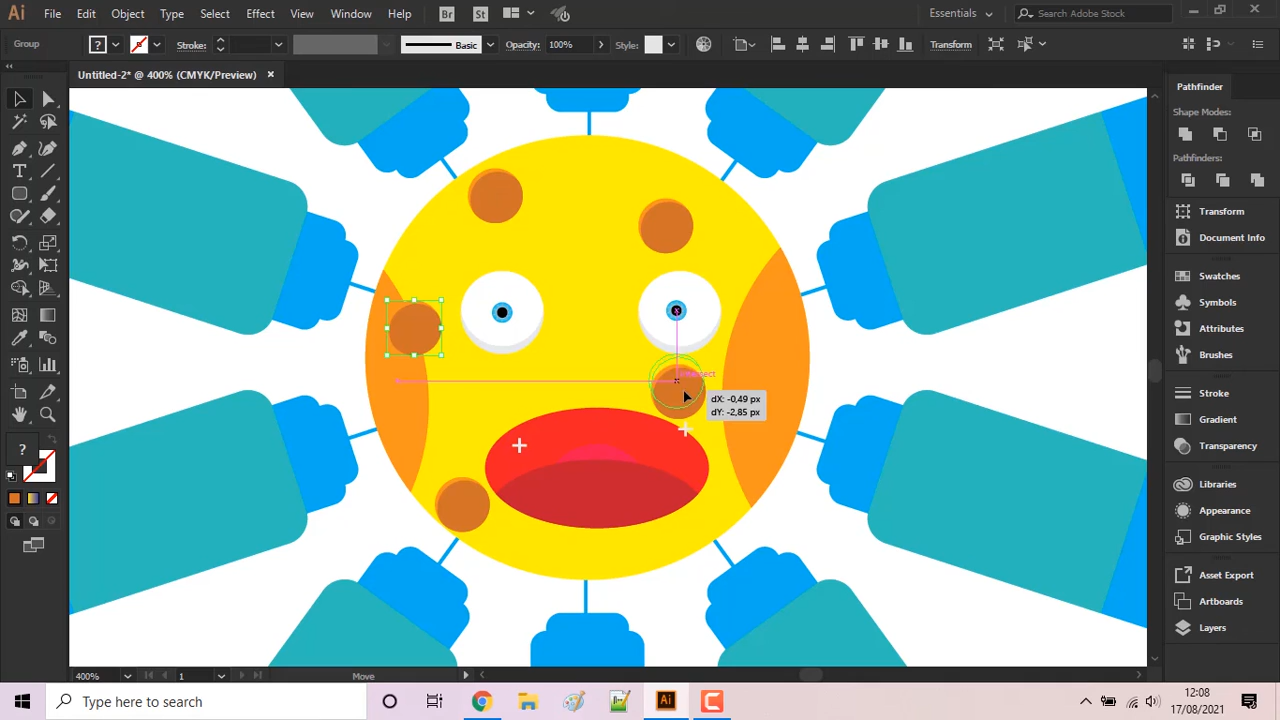 Ai File Edit Object Type Select Effect View Window Help Br St Essentials Search Adobe Stock
Group ? Stroke: Basic Opacity: 100% Style: Transform
Untitled-2* @ 400% (CMYK/Preview) ×
Pathfinder
Shape Modes:
Pathfinders:
Transform
Document Info
Swatches
Symbols
Attributes
Brushes
Stroke
Gradient
Transparency
Libraries
Appearance
Graphic Styles
Asset Export
Artboards
Layers
dX: -0,49 px
dY: -2,85 px
?
400% 1 Move
Type here to search
Ai
12:08
17/08/2021